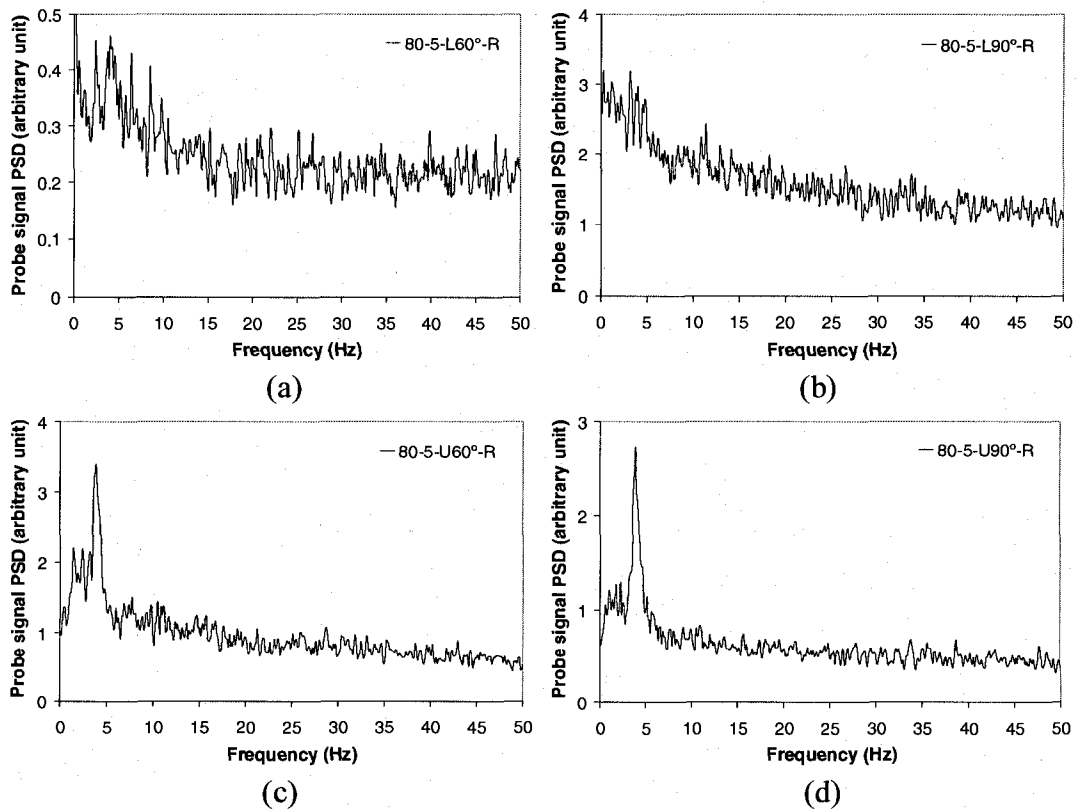 80-5-L60°-R
Probe signal PSD (arbitrary unit)
0.5
0.4
0.3
0.2
0.1
0
0 5 10 15 20 25 30 35 40 45 50
Frequency (Hz)
(a)
80-5-L90°-R
Probe signal PSD (arbitrary unit)
4
3
2
1
0
0 5 10 15 20 25 30 35 40 45 50
Frequency (Hz)
(b)
80-5-U60°-R
Probe signal PSD (arbitrary unit)
4
3
2
1
0
0 5 10 15 20 25 30 35 40 45 50
Frequency (Hz)
(c)
80-5-U90°-R
Probe signal PSD (arbitrary unit)
3
2
1
0
0 5 10 15 20 25 30 35 40 45 50
Frequency (Hz)
(d)